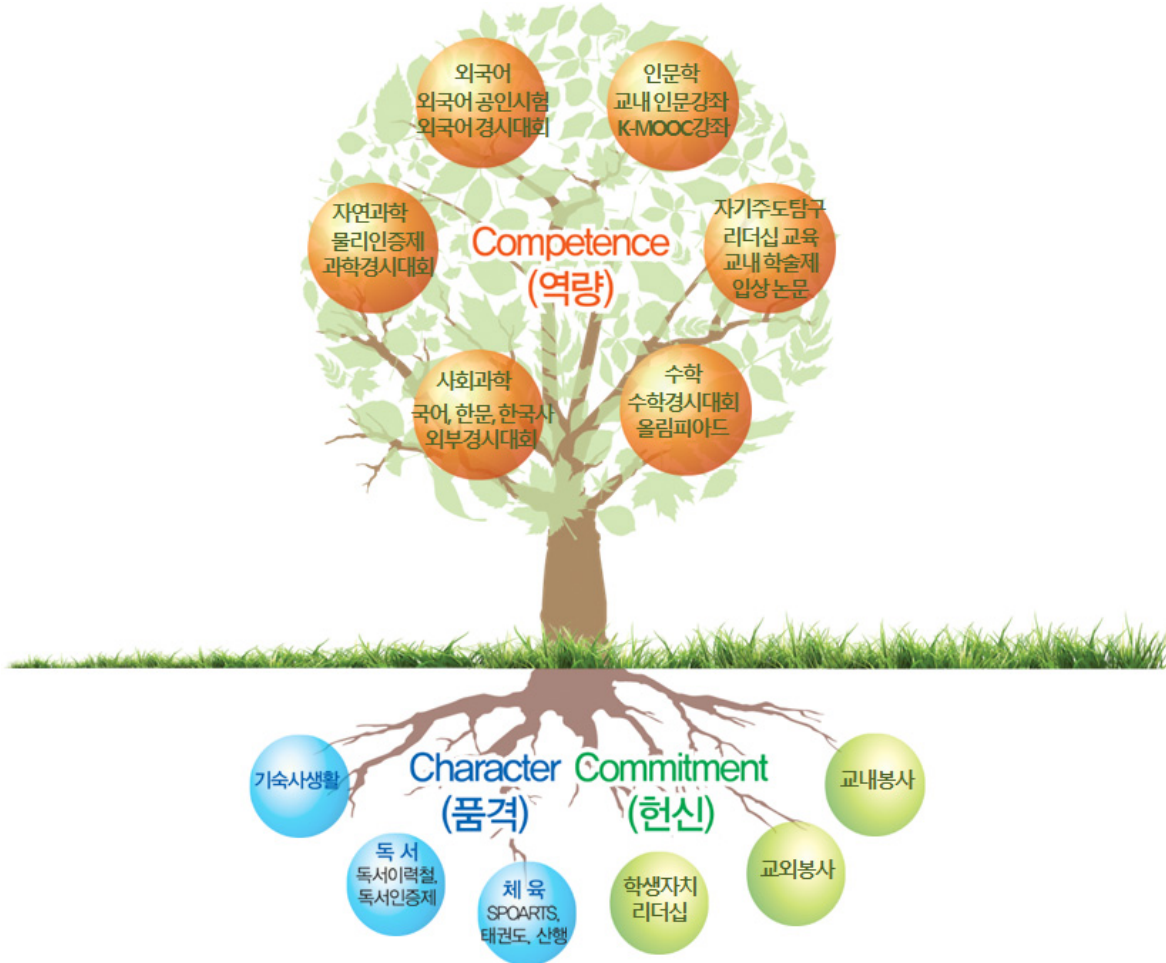 외국어
외국어 공인시험
외국어 경시대회
인문학
교내 인문강좌
K-MOOC강좌
자연과학
물리인증제
과학경시대회
Competence
(역량)
자기주도탐구
리더십 교육
교내 학술제
입상 논문
사회과학
국어, 한문, 한국사
외부경시대회
수학
수학경시대회
올림피아드
기숙사생활
Character
(품격)
Commitment
(헌신)
교내봉사
독 서
독서이력철,
독서인증제
체 육
SPOARTS,
태권도, 산행
학생자치
리더십
교외봉사